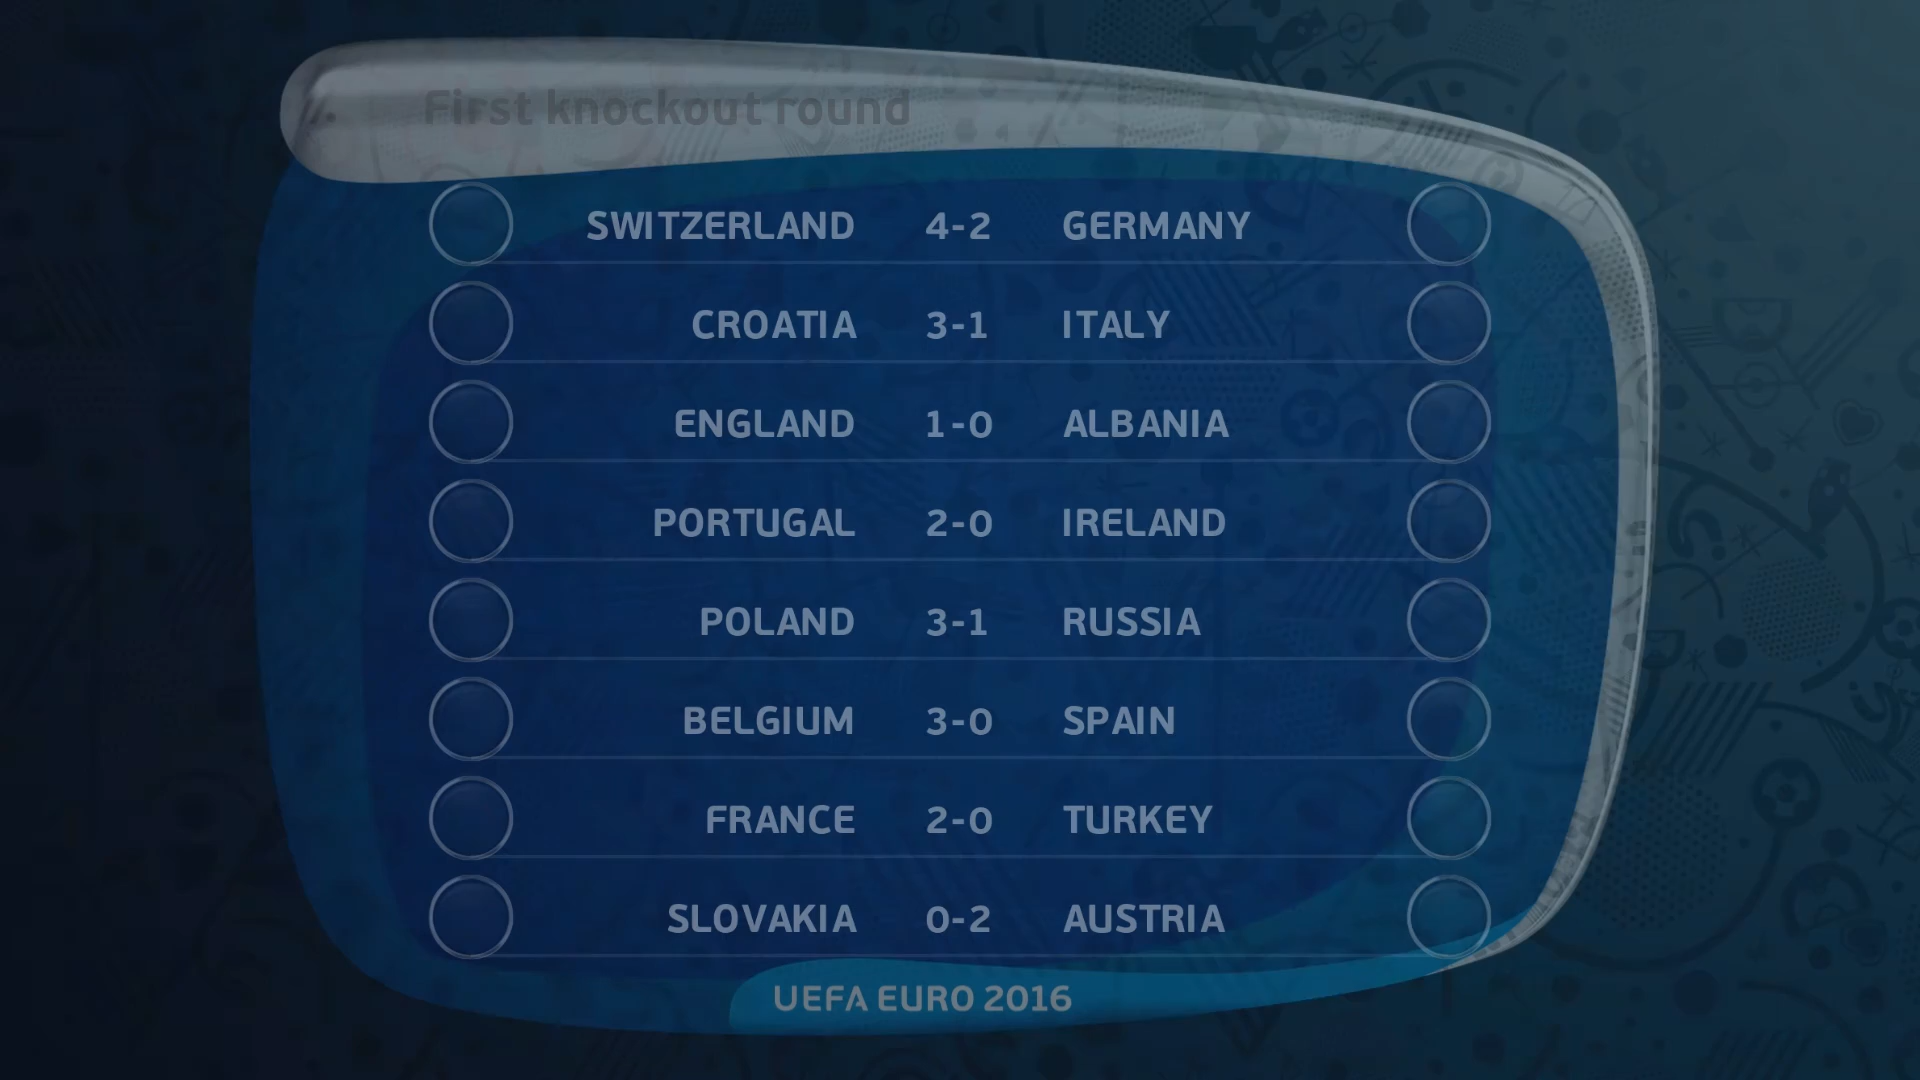 First knockout round
SWITZERLAND 4-2 GERMANY
CROATIA 3-1 ITALY
ENGLAND 1-0 ALBANIA
PORTUGAL 2-0 IRELAND
POLAND 3-1 RUSSIA
BELGIUM 3-0 SPAIN
FRANCE 2-0 TURKEY
SLOVAKIA 0-2 AUSTRIA
UEFA EURO 2016